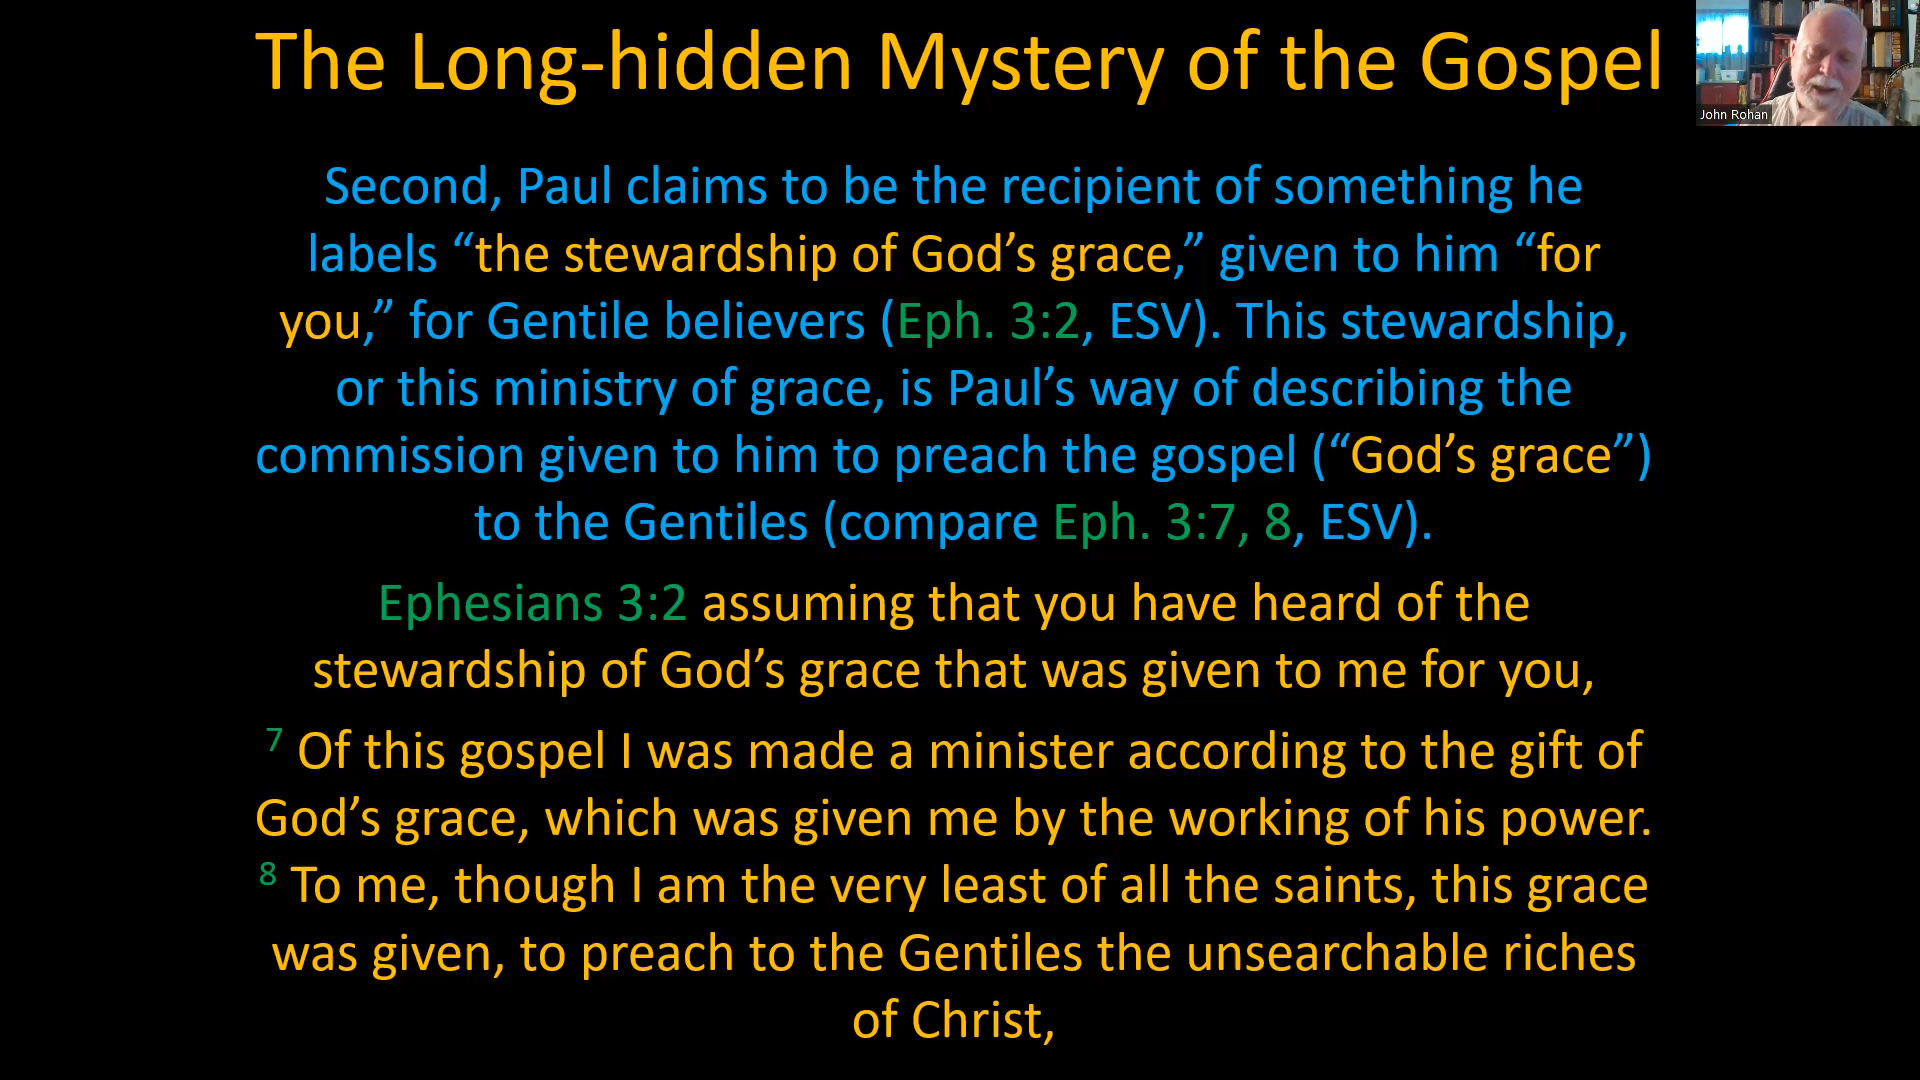 The Long-hidden Mystery of the Gospel
John Rohan
Second, Paul claims to be the recipient of something he
labels “the stewardship of God’s grace,” given to him “for
you,” for Gentile believers (Eph. 3:2, ESV). This stewardship,
or this ministry of grace, is Paul’s way of describing the
commission given to him to preach the gospel (“God’s grace”)
to the Gentiles (compare Eph. 3:7, 8, ESV).
Ephesians 3:2 assuming that you have heard of the
stewardship of God’s grace that was given to me for you,
7 Of this gospel I was made a minister according to the gift of
God’s grace, which was given me by the working of his power.
8 To me, though I am the very least of all the saints, this grace
was given, to preach to the Gentiles the unsearchable riches
of Christ,